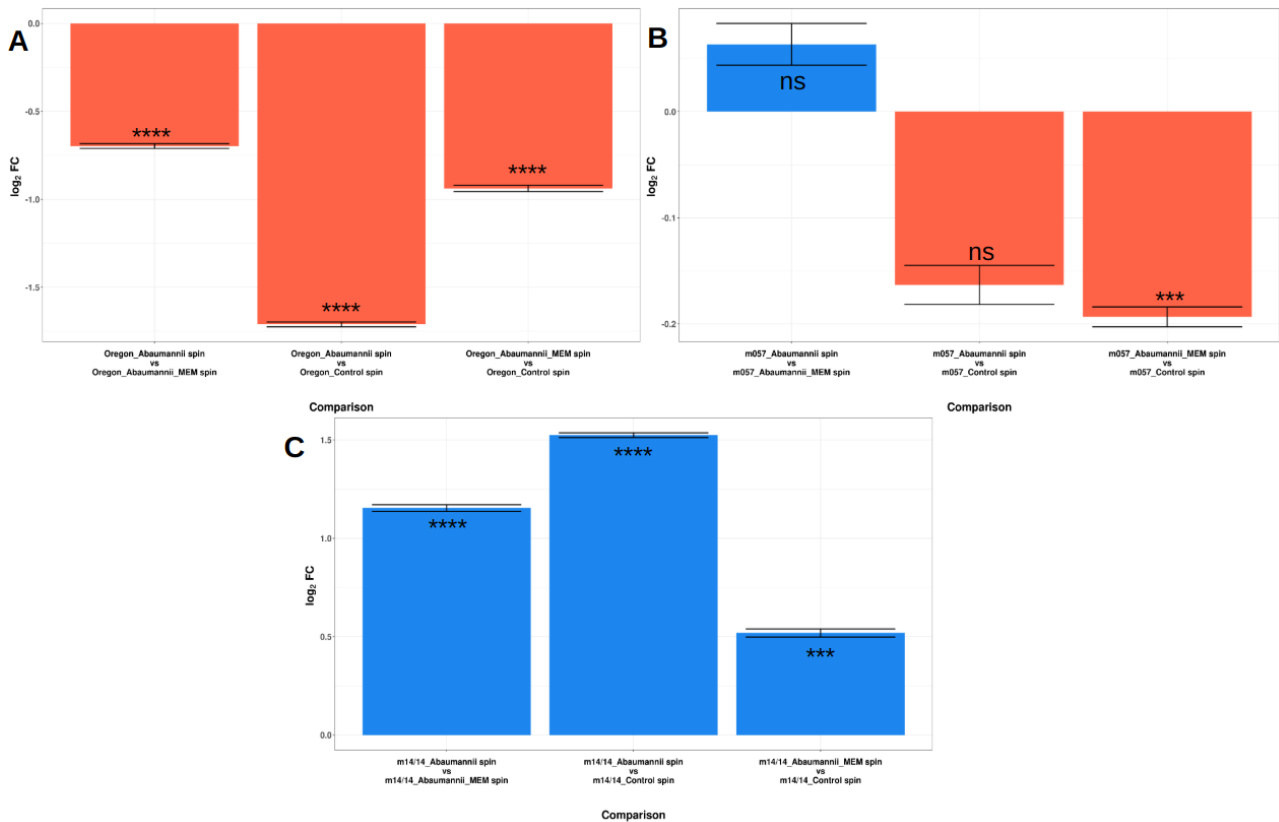 A
log2 FC
0.0
-0.5
-1.0
-1.5
****
****
****
Oregon_Abaumannii spin
vs
Oregon_Abaumannii_MEM spin
Oregon_Abaumannii spin
vs
Oregon_Control spin
Oregon_Abaumannii_MEM spin
vs
Oregon_Control spin
Comparison
B
log2 FC
0.0
-0.1
-0.2
ns
ns
***
m057_Abaumannii spin
vs
m057_Abaumannii_MEM spin
m057_Abaumannii spin
vs
m057_Control spin
m057_Abaumannii_MEM spin
vs
m057_Control spin
Comparison
C
log2 FC
1.5
1.0
0.5
0.0
****
****
***
m14/14_Abaumannii spin
vs
m14/14_Abaumannii_MEM spin
m14/14_Abaumannii spin
vs
m14/14_Control spin
m14/14_Abaumannii_MEM spin
vs
m14/14_Control spin
Comparison